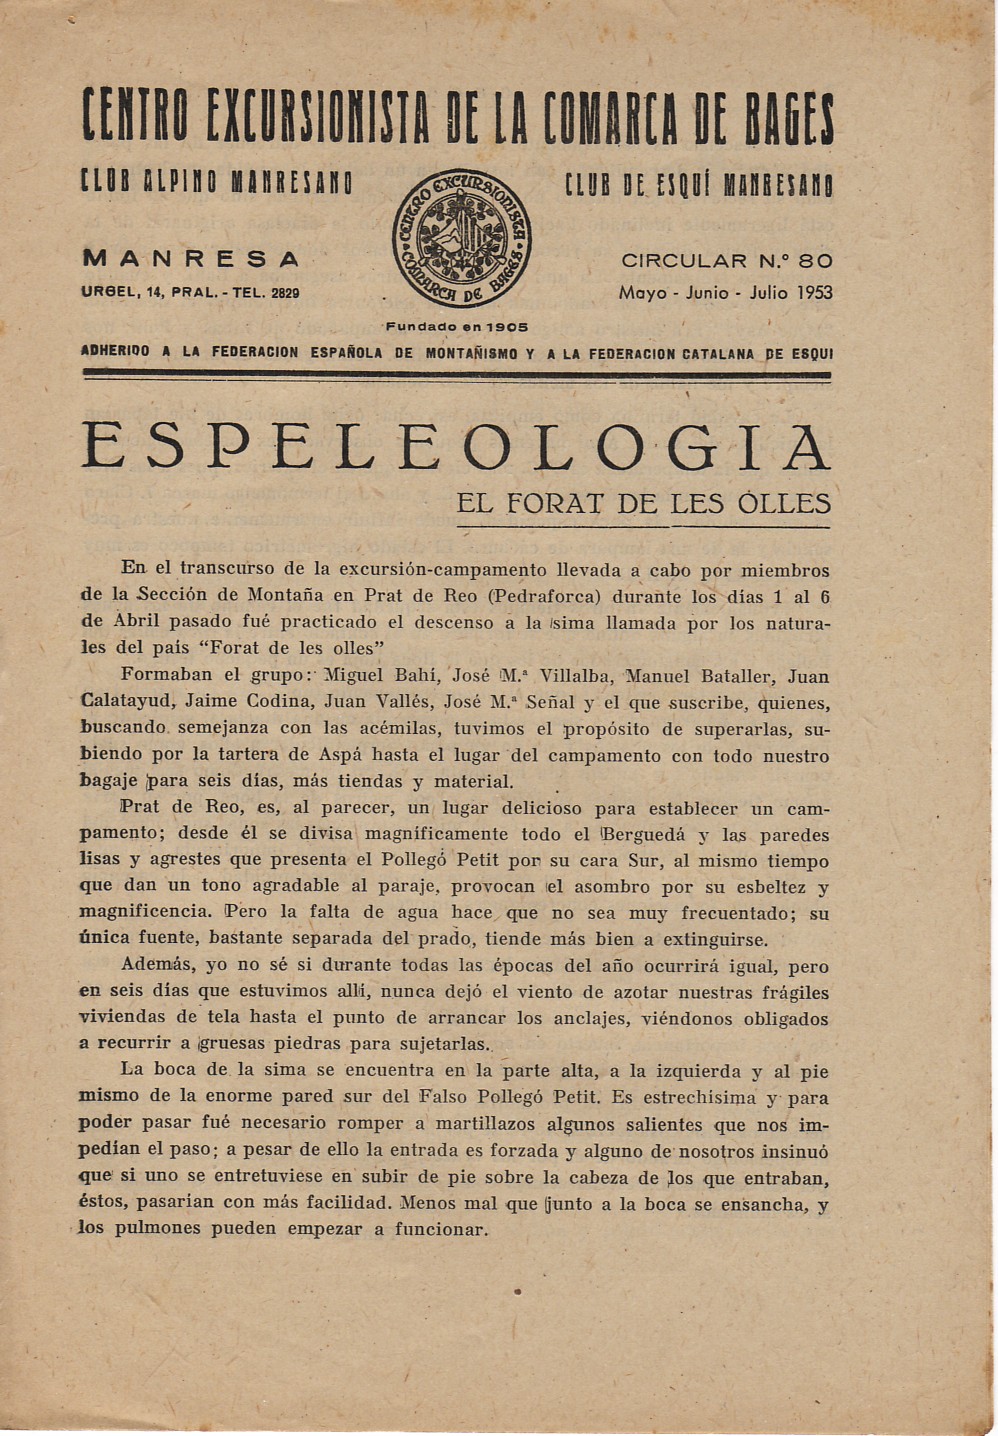 CENTRO EXCURSIONISTA DE LA COMARCA DE BAGES
CLUB ALPINO MANRESANO
CLUB DE ESQUÍ MANRESANO
CENTRO EXCURSIONISTA
COMARCA DE BAGES
MANRESA
URGEL, 14, PRAL. - TEL. 2829
CIRCULAR N.° 80
Mayo - Junio - Julio 1953
Fundado en 1905
ADHERIDO A LA FEDERACION ESPAÑOLA DE MONTAÑISMO Y A LA FEDERACION CATALANA DE ESQUI
ESPELEOLOGIA
EL FORAT DE LES OLLES
En el transcurso de la excursión-campamento llevada a cabo por miembros
de la Sección de Montaña en Prat de Reo (Pedraforca) durante los días 1 al 6
de Abril pasado fué practicado el descenso a la sima llamada por los natura-
les del país “Forat de les olles”
Formaban el grupo: Miguel Bahí, José M.ª Villalba, Manuel Bataller, Juan
Calatayud, Jaime Codina, Juan Vallés, José M.ª Señal y el que suscribe, quienes,
buscando semejanza con las acémilas, tuvimos el propósito de superarlas, su-
biendo por la tartera de Aspá hasta el lugar del campamento con todo nuestro
bagaje para seis días, más tiendas y material.
Prat de Reo, es, al parecer, un lugar delicioso para establecer un cam-
pamento; desde él se divisa magníficamente todo el Berguedá y las paredes
lisas y agrestes que presenta el Pollegó Petit por su cara Sur, al mismo tiempo
que dan un tono agradable al paraje, provocan el asombro por su esbeltez y
magnificencia. Pero la falta de agua hace que no sea muy frecuentado; su
única fuente, bastante separada del prado, tiende más bien a extinguirse.
Además, yo no sé si durante todas las épocas del año ocurrirá igual, pero
en seis días que estuvimos allí, nunca dejó el viento de azotar nuestras frágiles
viviendas de tela hasta el punto de arrancar los anclajes, viéndonos obligados
a recurrir a gruesas piedras para sujetarlas.
La boca de la sima se encuentra en la parte alta, a la izquierda y al pie
mismo de la enorme pared sur del Falso Pollegó Petit. Es estrechísima y para
poder pasar fué necesario romper a martillazos algunos salientes que nos im-
pedían el paso; a pesar de ello la entrada es forzada y alguno de nosotros insinuó
que si uno se entretuviese en subir de pie sobre la cabeza de los que entraban,
éstos, pasarían con más facilidad. Menos mal que junto a la boca se ensancha, y
los pulmones pueden empezar a funcionar.